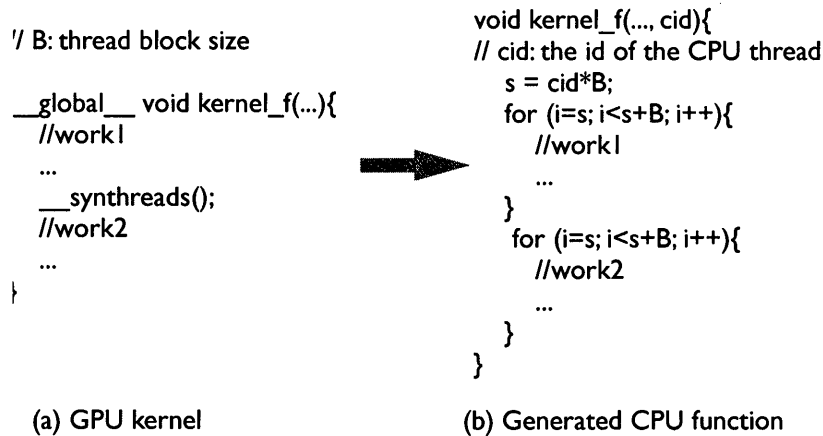 // B: thread block size
__global__ void kernel_f(...){
//work1
...
__synthreads();
//work2
...
}
(a) GPU kernel
void kernel_f(..., cid){
// cid: the id of the CPU thread
s = cid*B;
for (i=s; i<s+B; i++){
//work1
...
}
for (i=s; i<s+B; i++){
//work2
...
}
}
(b) Generated CPU function